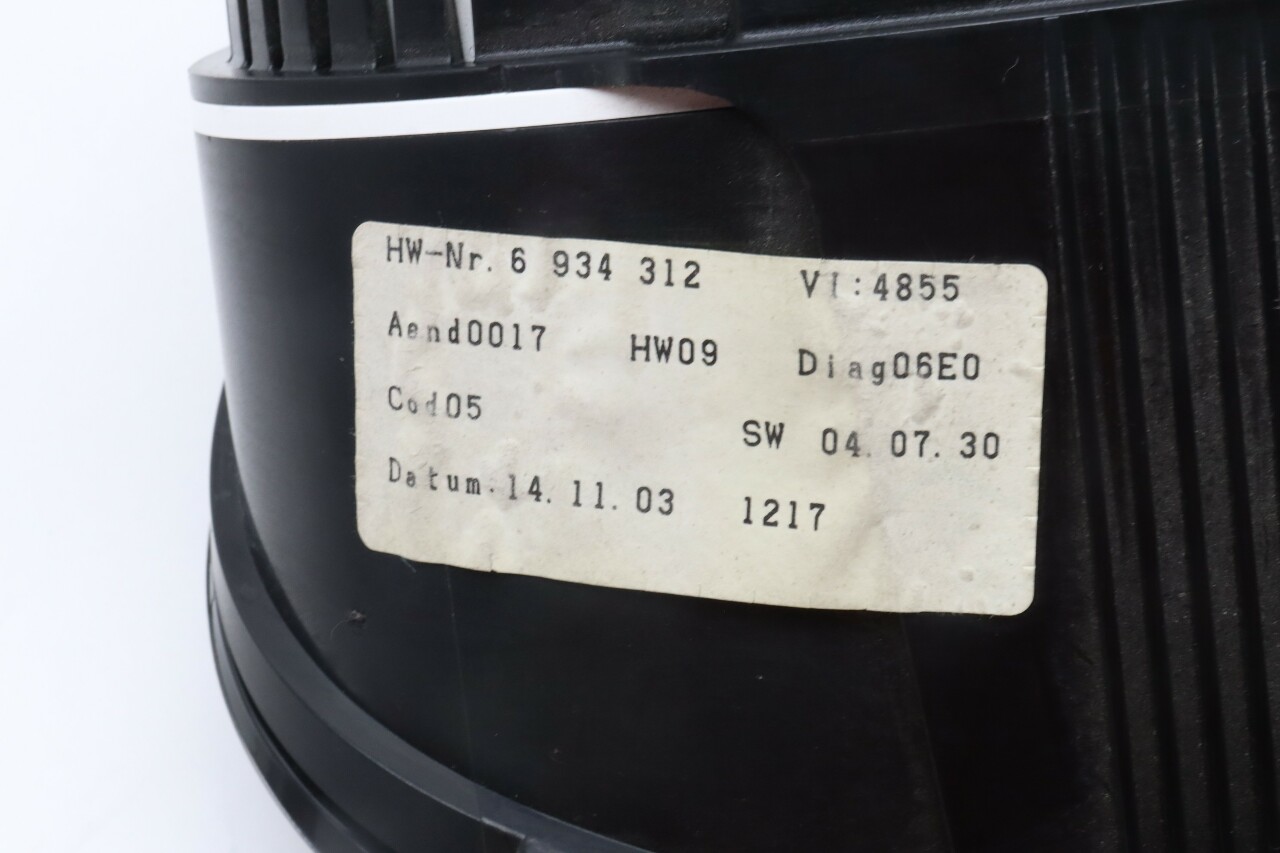 HW-Nr. 6 934 312 VI:4855
Aend0017 HW09 Diag06E0
Cod05 SW 04.07.30
Datum.14.11.03 1217